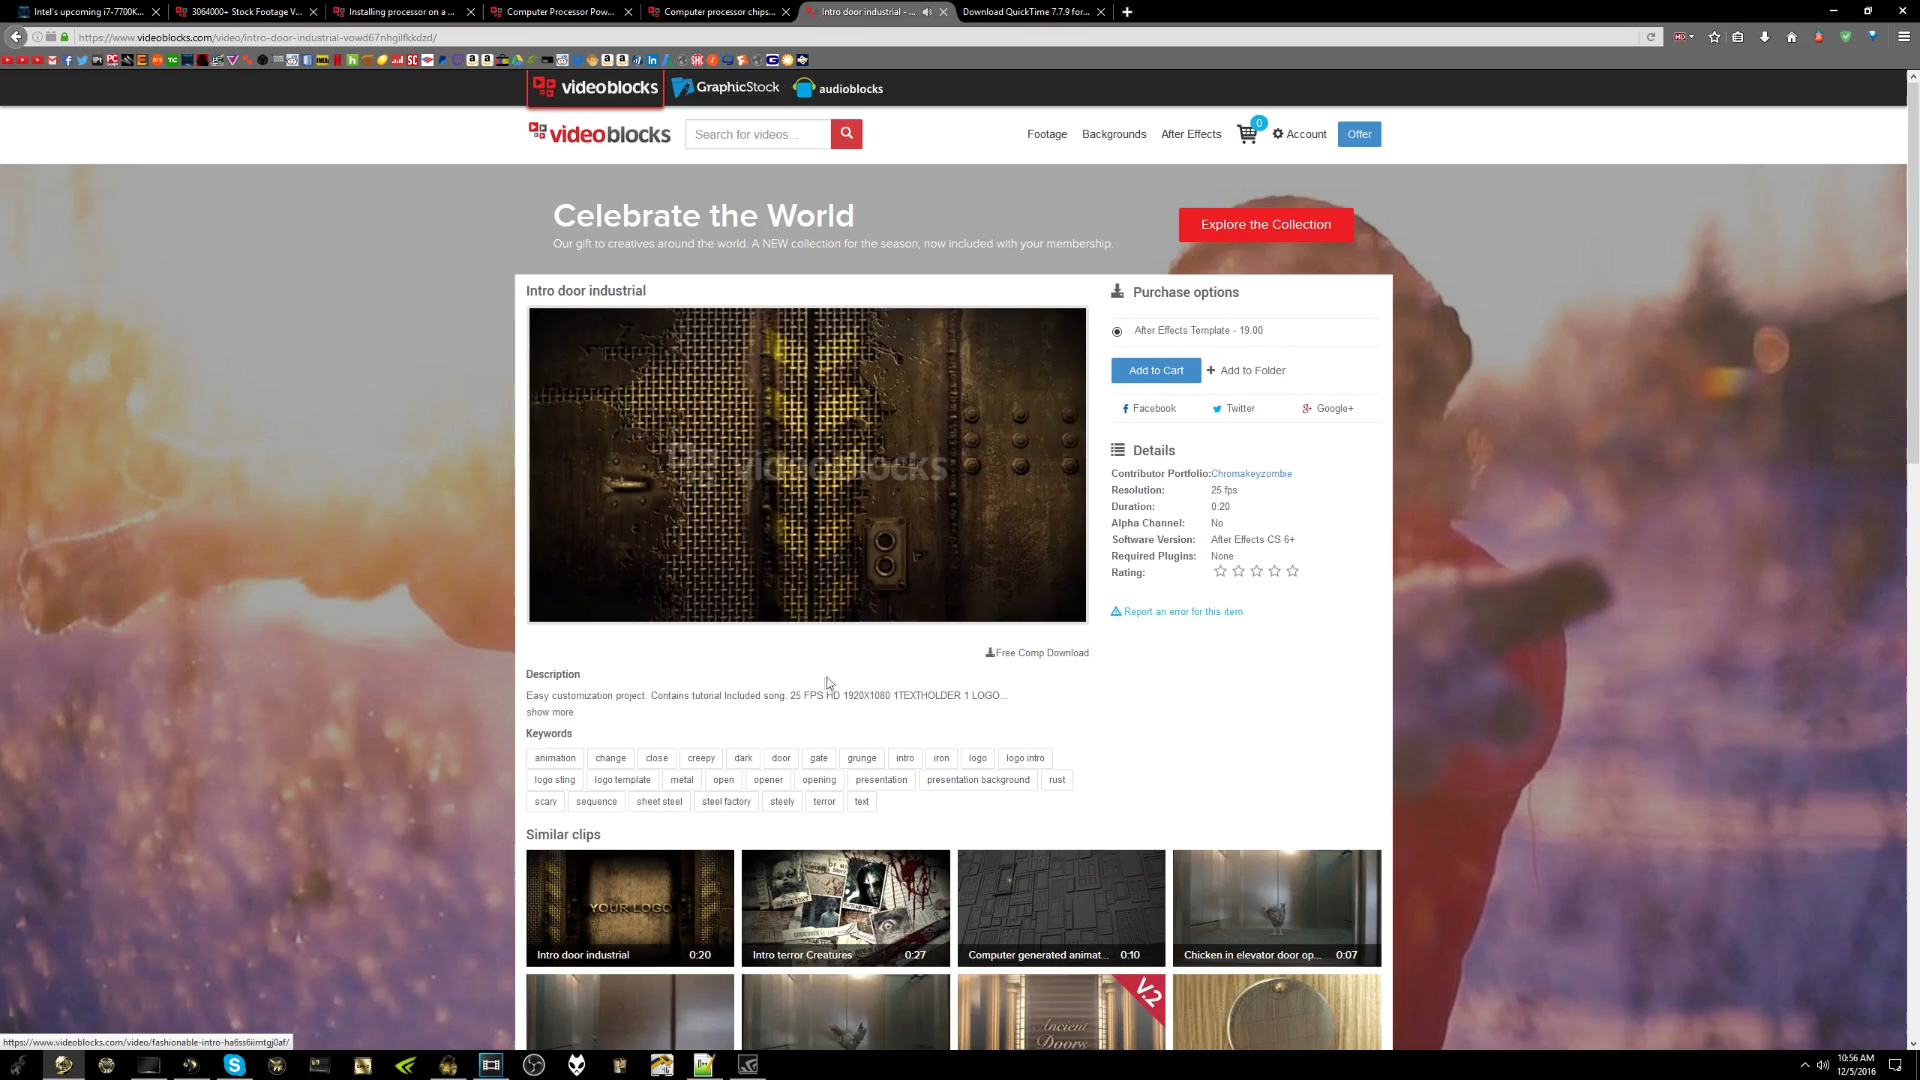 Intel's upcoming i7-7700K...
3064000+ Stock Footage V...
Installing processor on a ...
Computer Processor Pow...
Computer processor chips...
Intro door industrial - ...
Download QuickTime 7.7.9 for...
https://www.videoblocks.com/video/intro-door-industrial-vowd67nhgilfkkdzd/
videoblocks
GraphicStock
audioblocks
videoblocks
Search for videos...
Footage
Backgrounds
After Effects
0
Account
Offer
Celebrate the World
Our gift to creatives around the world. A NEW collection for the season, now included with your membership.
Explore the Collection
Intro door industrial
videoblocks
Purchase options
After Effects Template - 19.00
Add to Cart
Add to Folder
Facebook
Twitter
Google+
Details
Contributor Portfolio:Chromakeyzombie
Resolution: 25 fps
Duration: 0:20
Alpha Channel: No
Software Version: After Effects CS 6+
Required Plugins: None
Rating:
Report an error for this item
Free Comp Download
Description
Easy customization project. Contains tutorial Included song. 25 FPS HD 1920X1080 1TEXTHOLDER 1 LOGO...
show more
Keywords
animation change close creepy dark door gate grunge intro iron logo logo intro
logo sting logo template metal open opener opening presentation presentation background rust
scary sequence sheet steel steel factory steely terror text
Similar clips
YOUR LOGO
Intro door industrial 0:20
Intro terror Creatures 0:27
Computer generated animat... 0:10
Chicken in elevator door op... 0:07
V.2
Ancient
Doors
https://www.videoblocks.com/video/fashionable-intro-ha6ss6iimtgj0af/
10:56 AM
12/5/2016